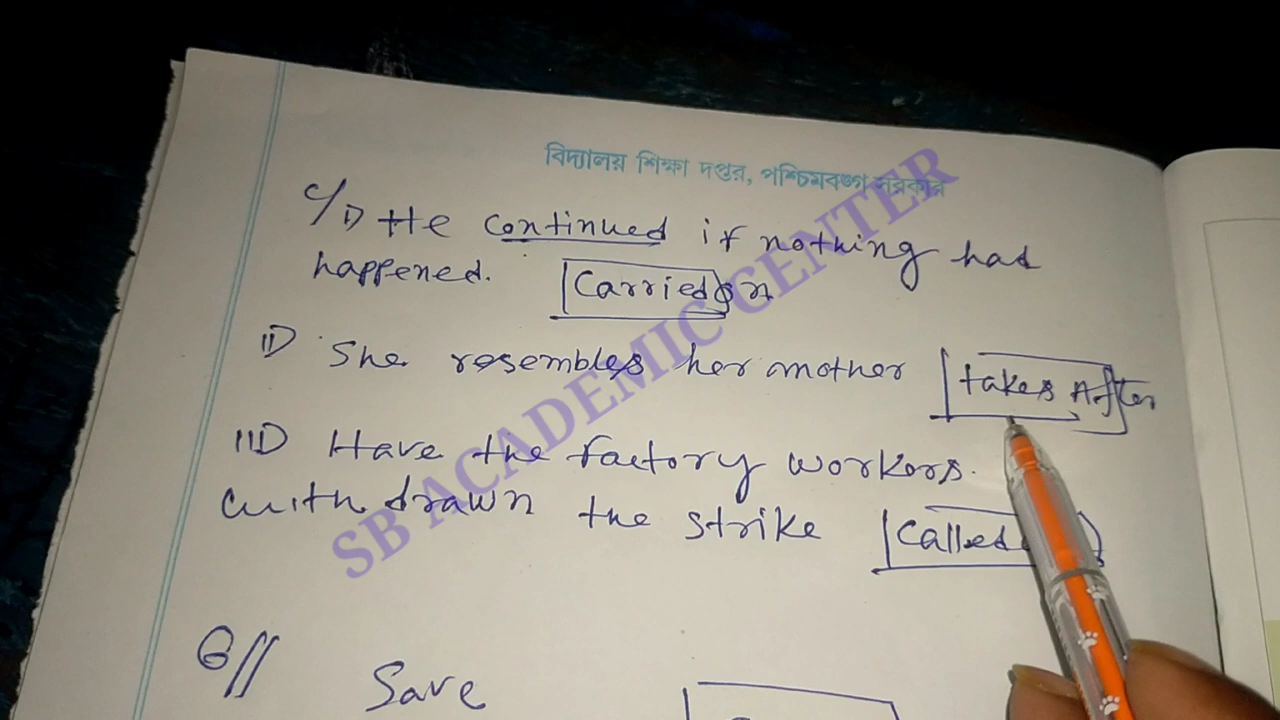 বিদ্যালয় শিক্ষা দপ্তর, পশ্চিমবঙ্গ সরকার
C/ i) He continued if nothing had
happened. Carried on
ii) She resembles her mother takes After
iii) Have the factory workers.
withdrawn the strike Called
6// Save
SB ACADEMIC CENTER